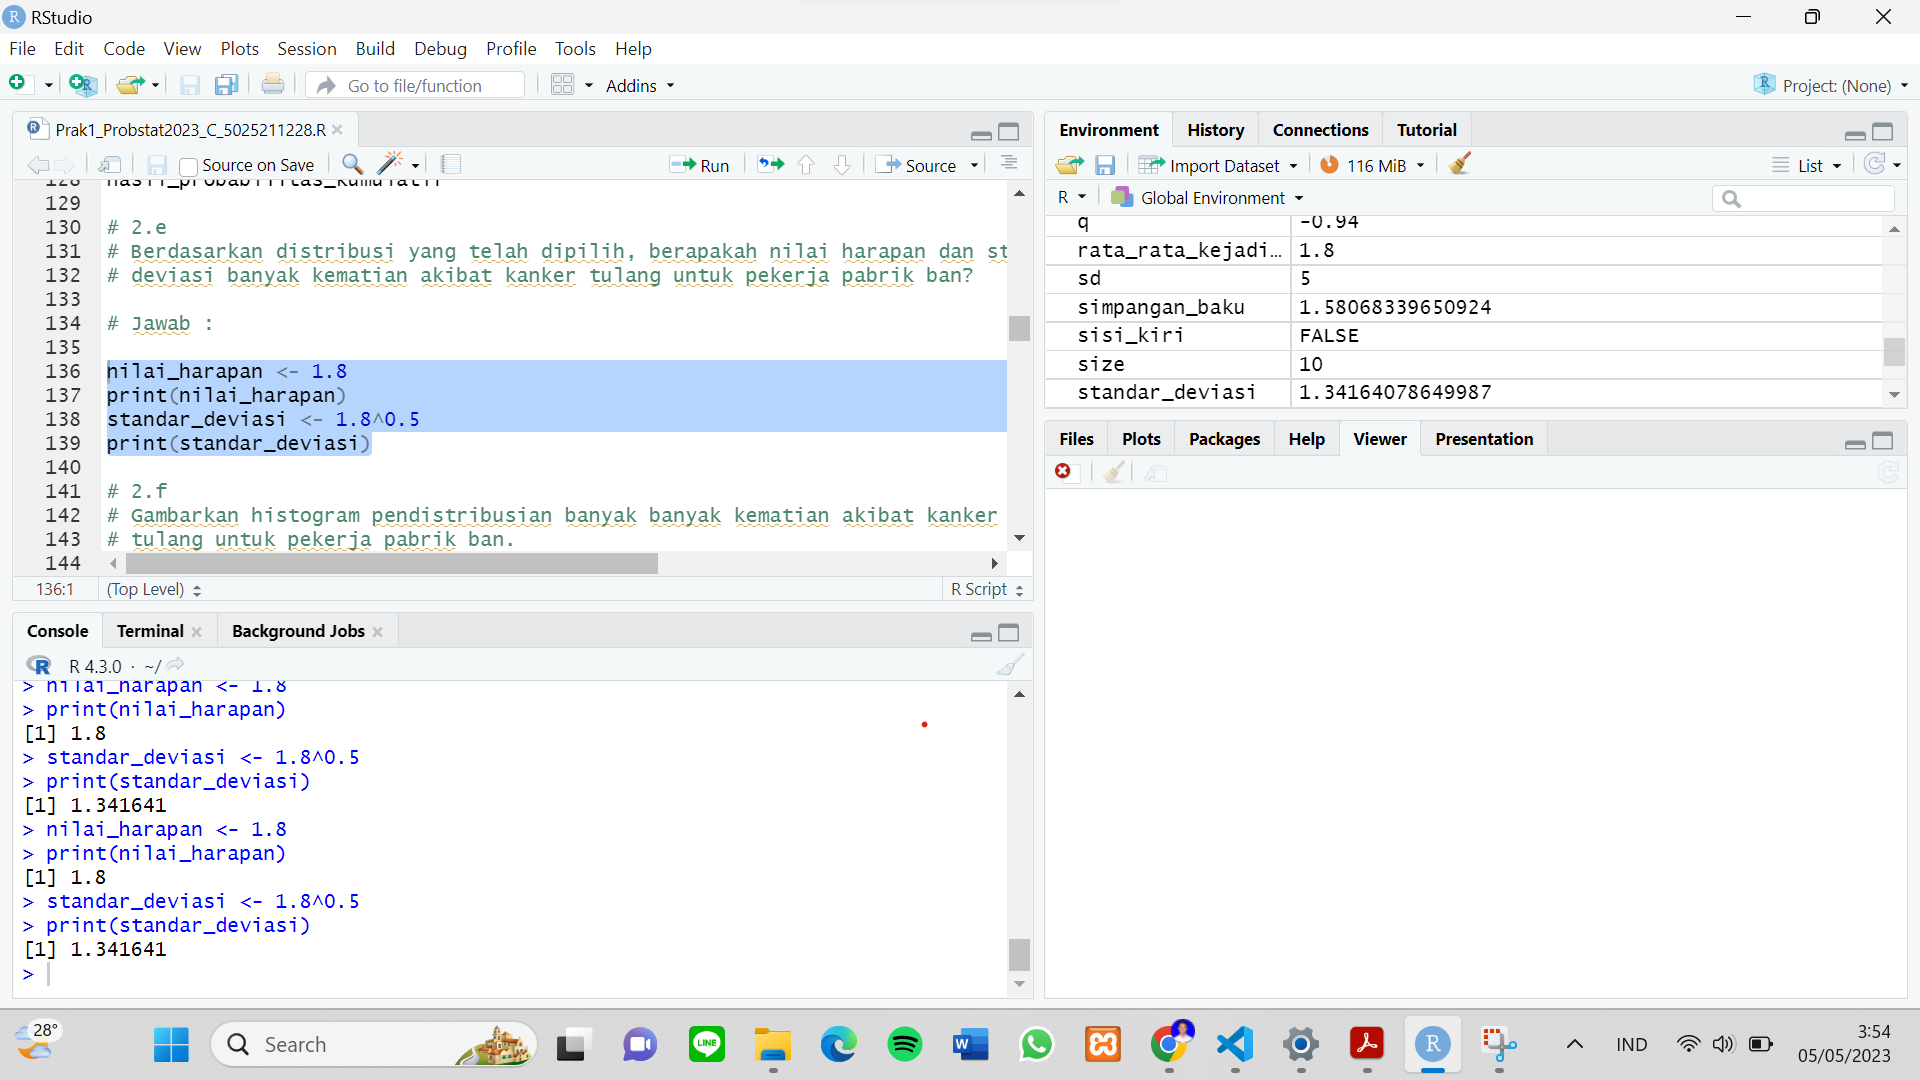 RStudio
File Edit Code View Plots Session Build Debug Profile Tools Help
Go to file/function Addins Project: (None)
Prak1_Probstat2023_C_5025211228.R
Source on Save Run Source
128 hasil_probabilitas_kumulatif
129
130 # 2.e
131 # Berdasarkan distribusi yang telah dipilih, berapakah nilai harapan dan st
132 # deviasi banyak kematian akibat kanker tulang untuk pekerja pabrik ban?
133
134 # Jawab :
135
136 nilai_harapan <- 1.8
137 print(nilai_harapan)
138 standar_deviasi <- 1.8^0.5
139 print(standar_deviasi)
140
141 # 2.f
142 # Gambarkan histogram pendistribusian banyak banyak kematian akibat kanker
143 # tulang untuk pekerja pabrik ban.
144
136:1 (Top Level) R Script
Console Terminal Background Jobs
R R 4.3.0 · ~/
> nilai_harapan <- 1.8
> print(nilai_harapan)
[1] 1.8
> standar_deviasi <- 1.8^0.5
> print(standar_deviasi)
[1] 1.341641
> nilai_harapan <- 1.8
> print(nilai_harapan)
[1] 1.8
> standar_deviasi <- 1.8^0.5
> print(standar_deviasi)
[1] 1.341641
>
Environment History Connections Tutorial
Import Dataset 116 MiB List
R Global Environment
q -0.94
rata_rata_kejadi… 1.8
sd 5
simpangan_baku 1.58068339650924
sisi_kiri FALSE
size 10
standar_deviasi 1.34164078649987
Files Plots Packages Help Viewer Presentation
28° Search LINE W R IND 3:54
05/05/2023